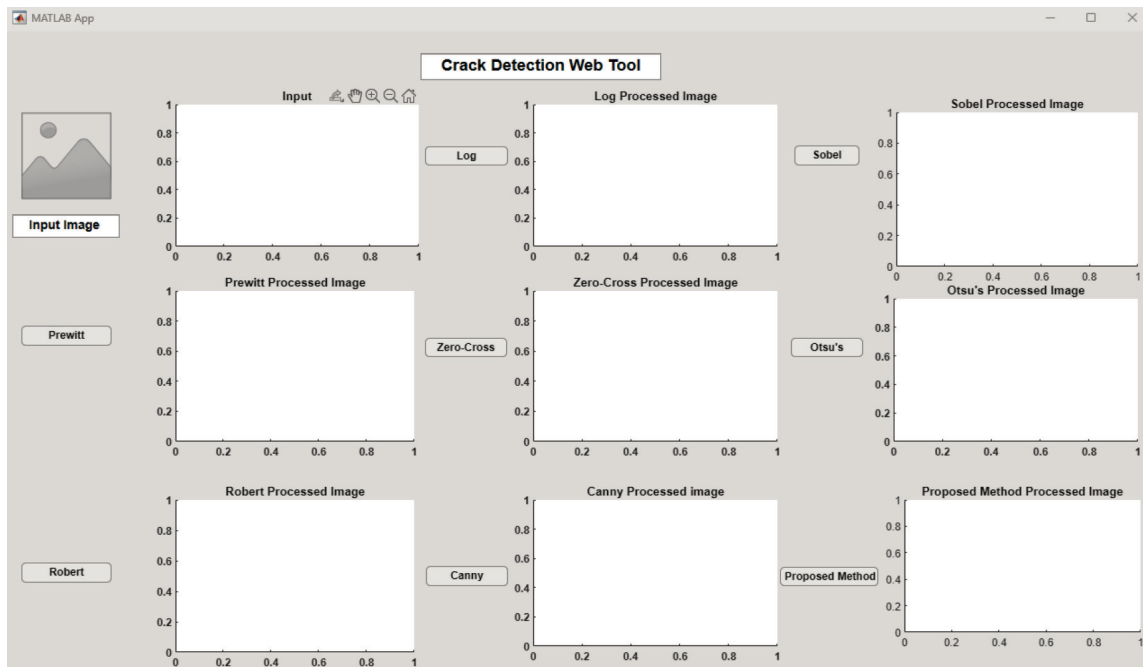 MATLAB App
Crack Detection Web Tool
Input
1
0.8
0.6
0.4
0.2
0
0 0.2 0.4 0.6 0.8 1
Input Image
Log
Log Processed Image
1
0.8
0.6
0.4
0.2
0
0 0.2 0.4 0.6 0.8 1
Sobel
Sobel Processed Image
1
0.8
0.6
0.4
0.2
0
0 0.2 0.4 0.6 0.8 1
Prewitt
Prewitt Processed Image
1
0.8
0.6
0.4
0.2
0
0 0.2 0.4 0.6 0.8 1
Zero-Cross
Zero-Cross Processed Image
1
0.8
0.6
0.4
0.2
0
0 0.2 0.4 0.6 0.8 1
Otsu's
Otsu's Processed Image
1
0.8
0.6
0.4
0.2
0
0 0.2 0.4 0.6 0.8 1
Robert
Robert Processed Image
1
0.8
0.6
0.4
0.2
0
0 0.2 0.4 0.6 0.8 1
Canny
Canny Processed image
1
0.8
0.6
0.4
0.2
0
0 0.2 0.4 0.6 0.8 1
Proposed Method
Proposed Method Processed Image
1
0.8
0.6
0.4
0.2
0
0 0.2 0.4 0.6 0.8 1